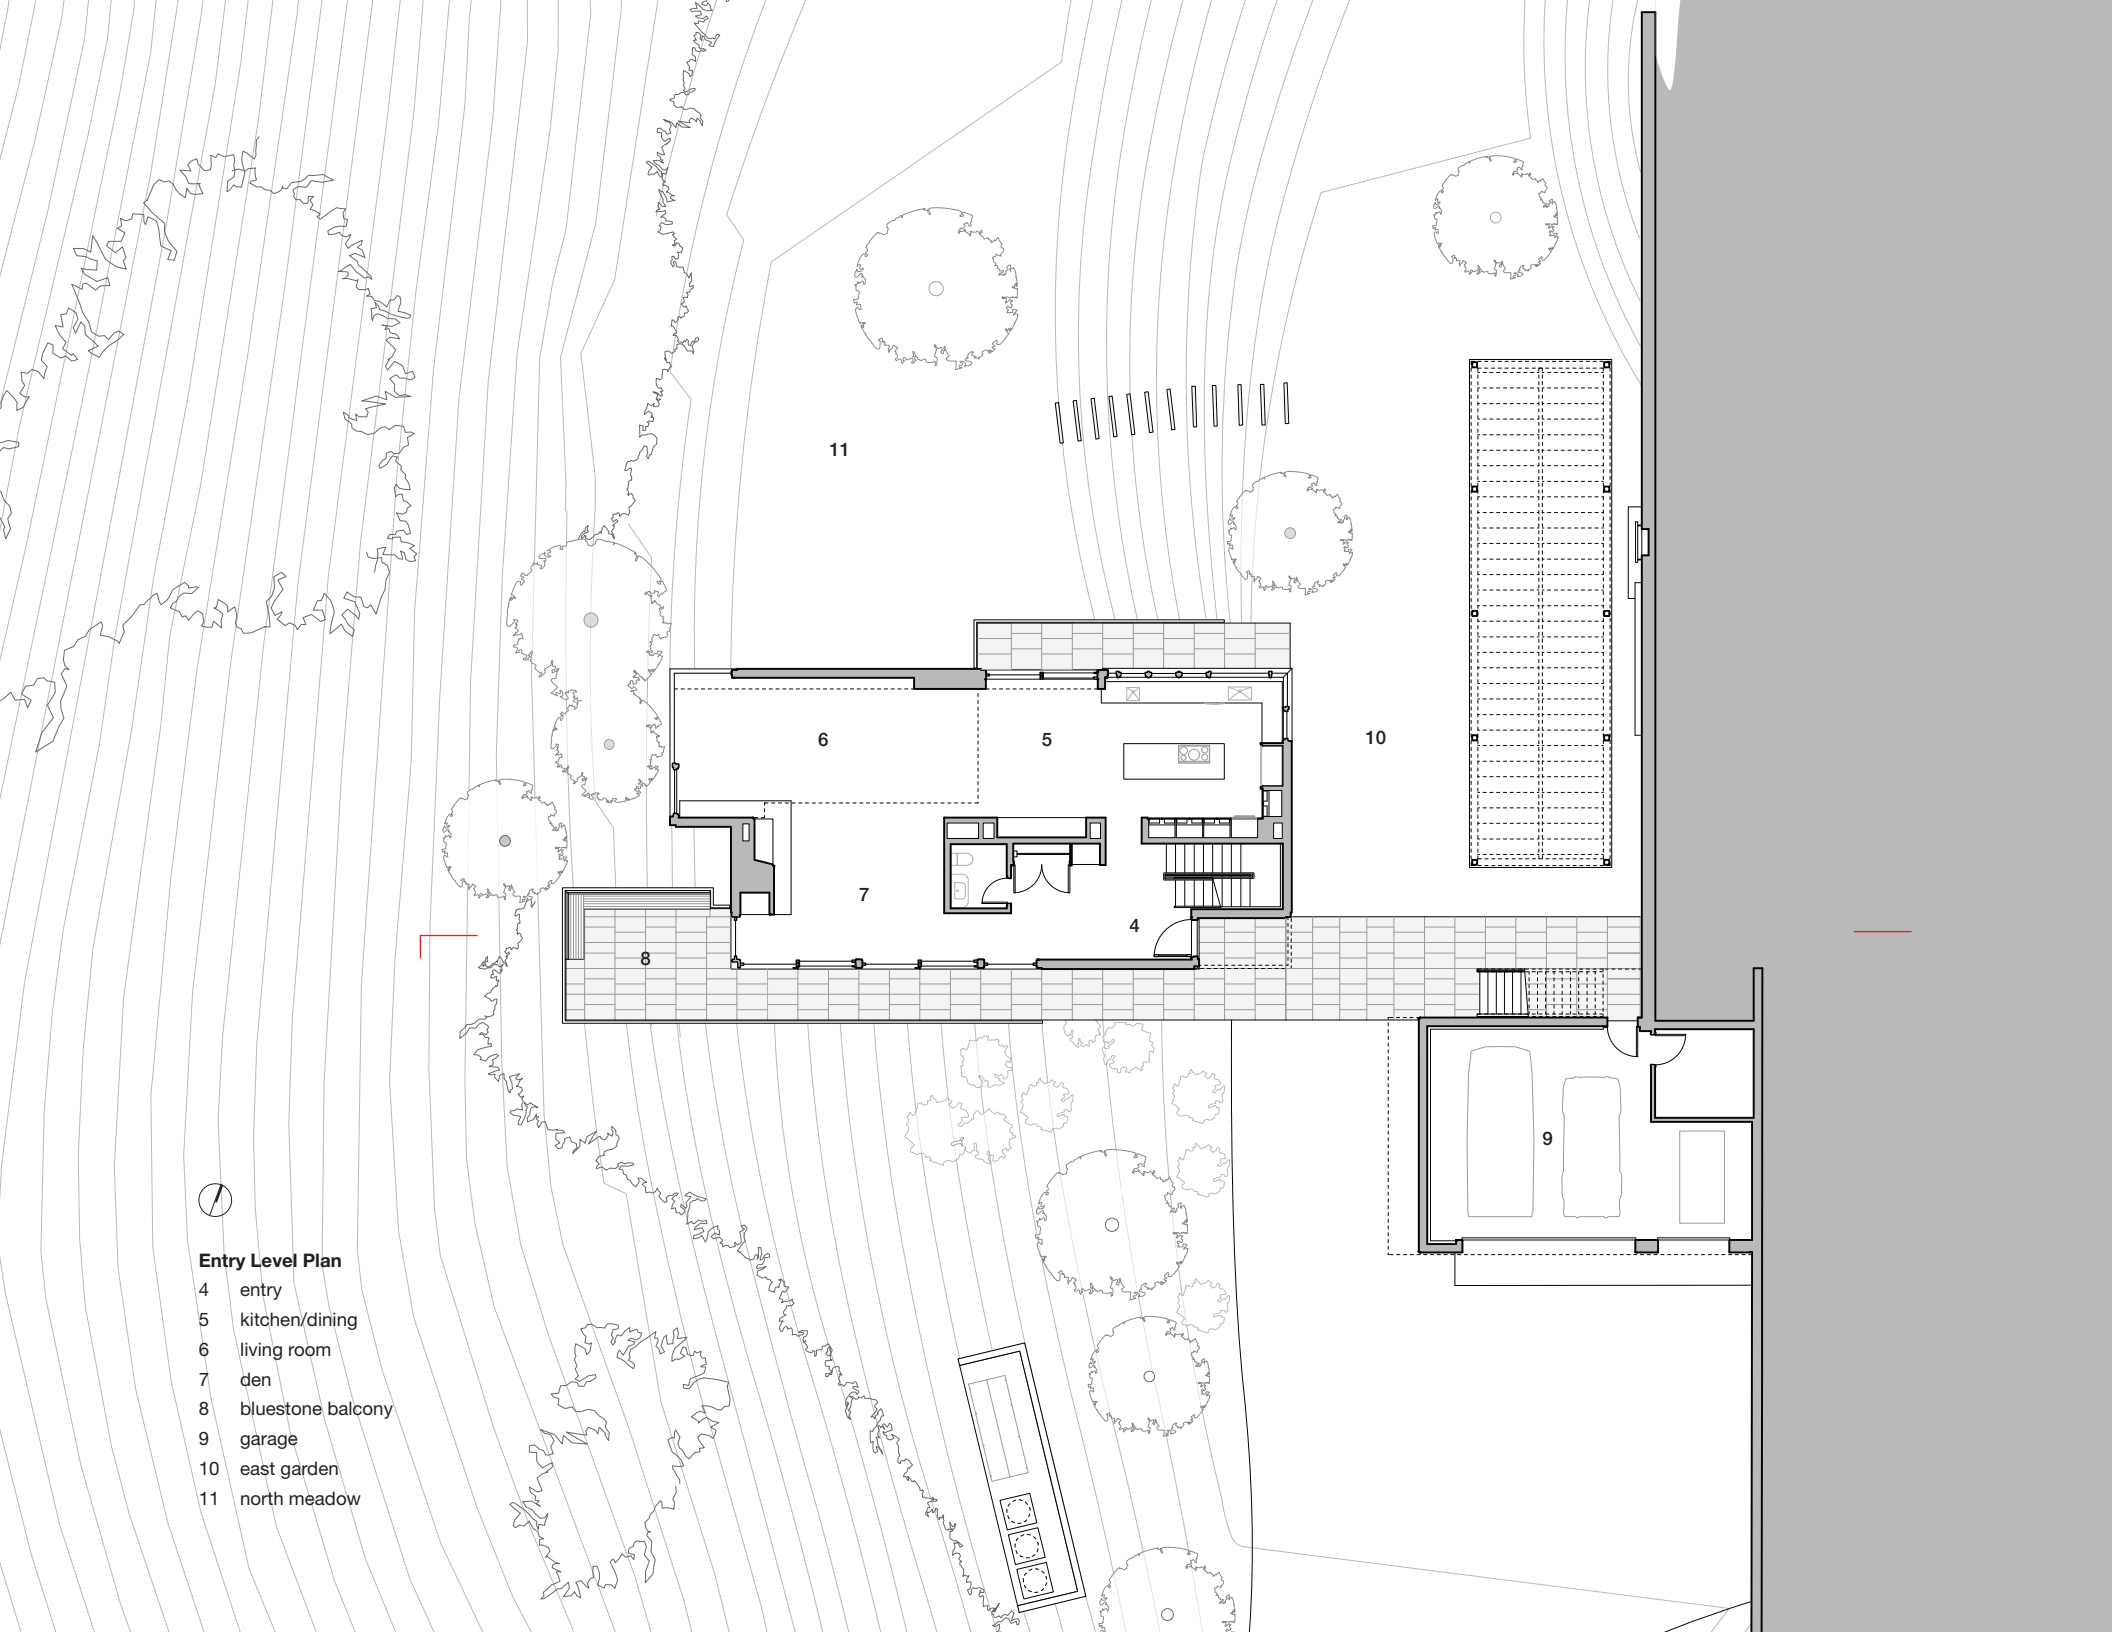 11
6
5
10
7
4
8
9
Entry Level Plan
4 entry
5 kitchen/dining
6 living room
7 den
8 bluestone balcony
9 garage
10 east garden
11 north meadow